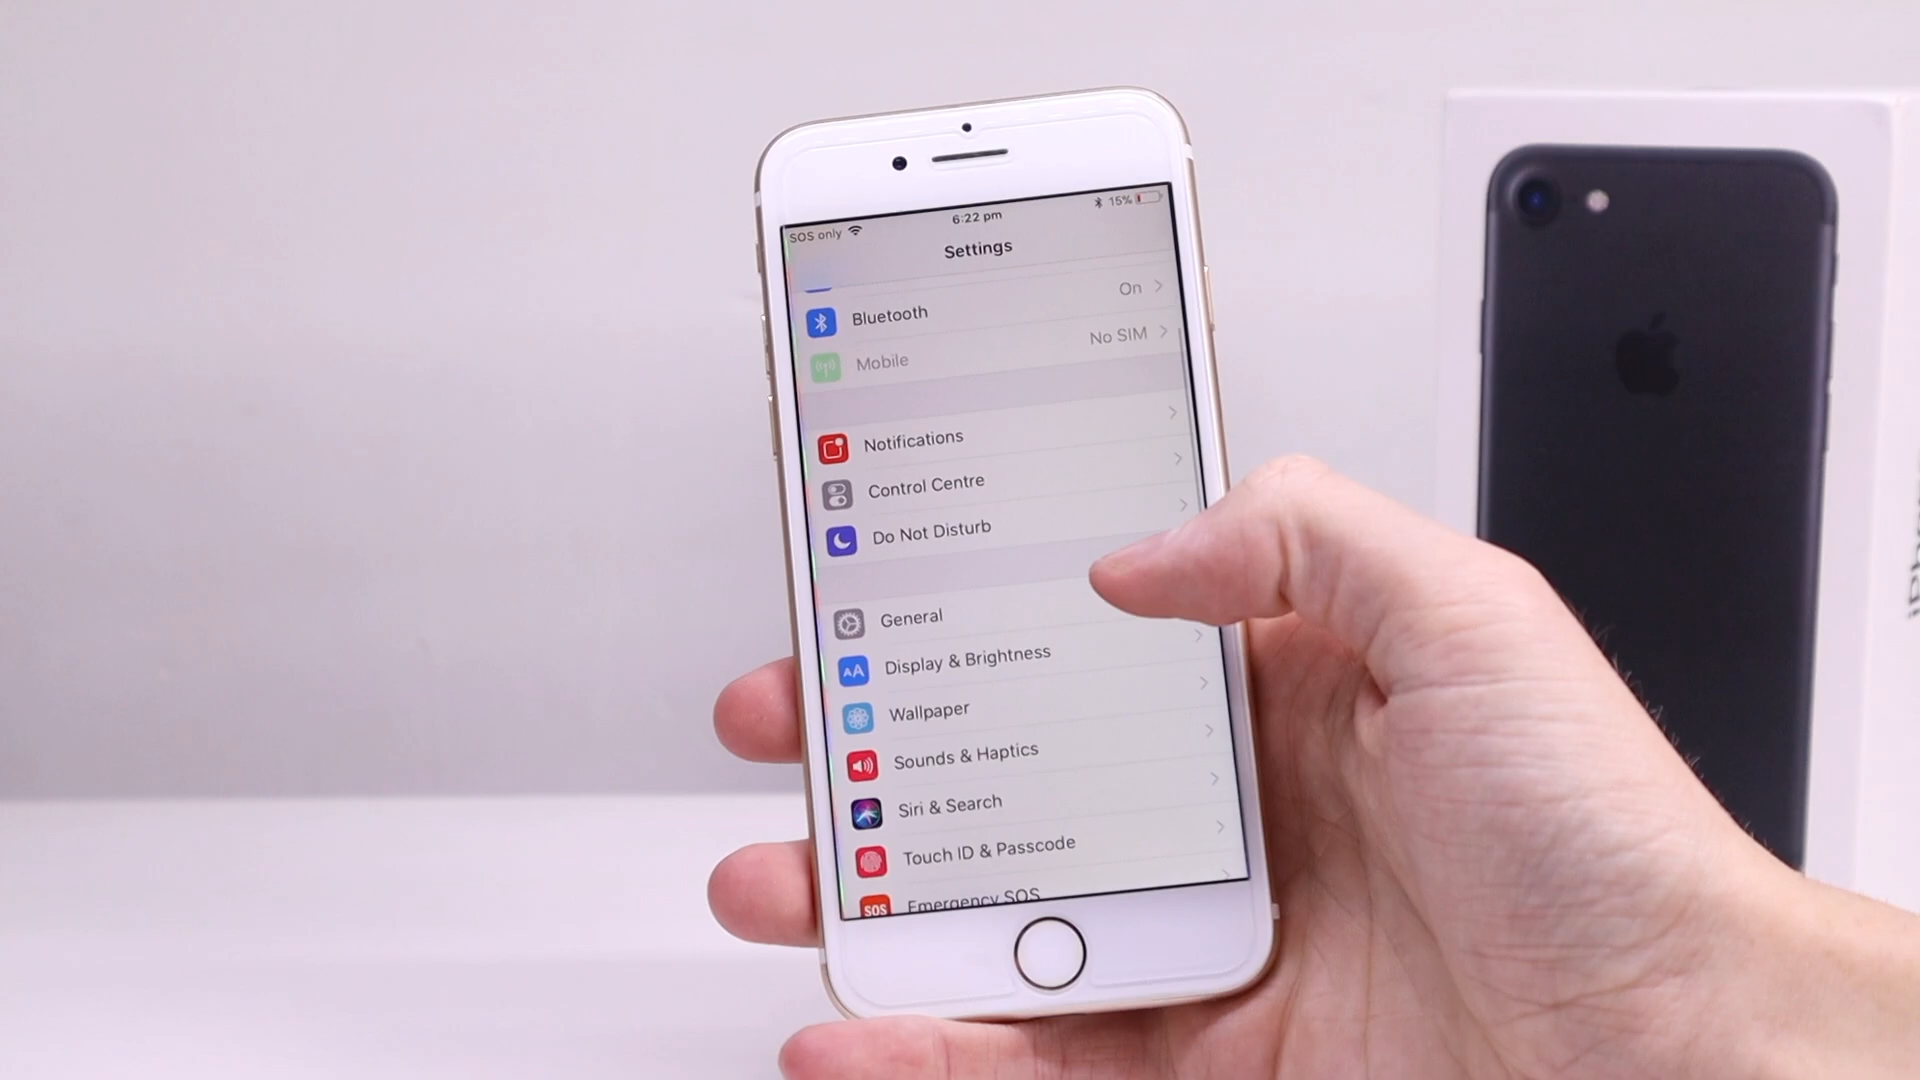 SOS only
6:22 pm
15%
Settings
Bluetooth
On
Mobile
No SIM
Notifications
Control Centre
Do Not Disturb
General
AA
Display & Brightness
Wallpaper
Sounds & Haptics
Siri & Search
Touch ID & Passcode
SOS
Emergency SOS